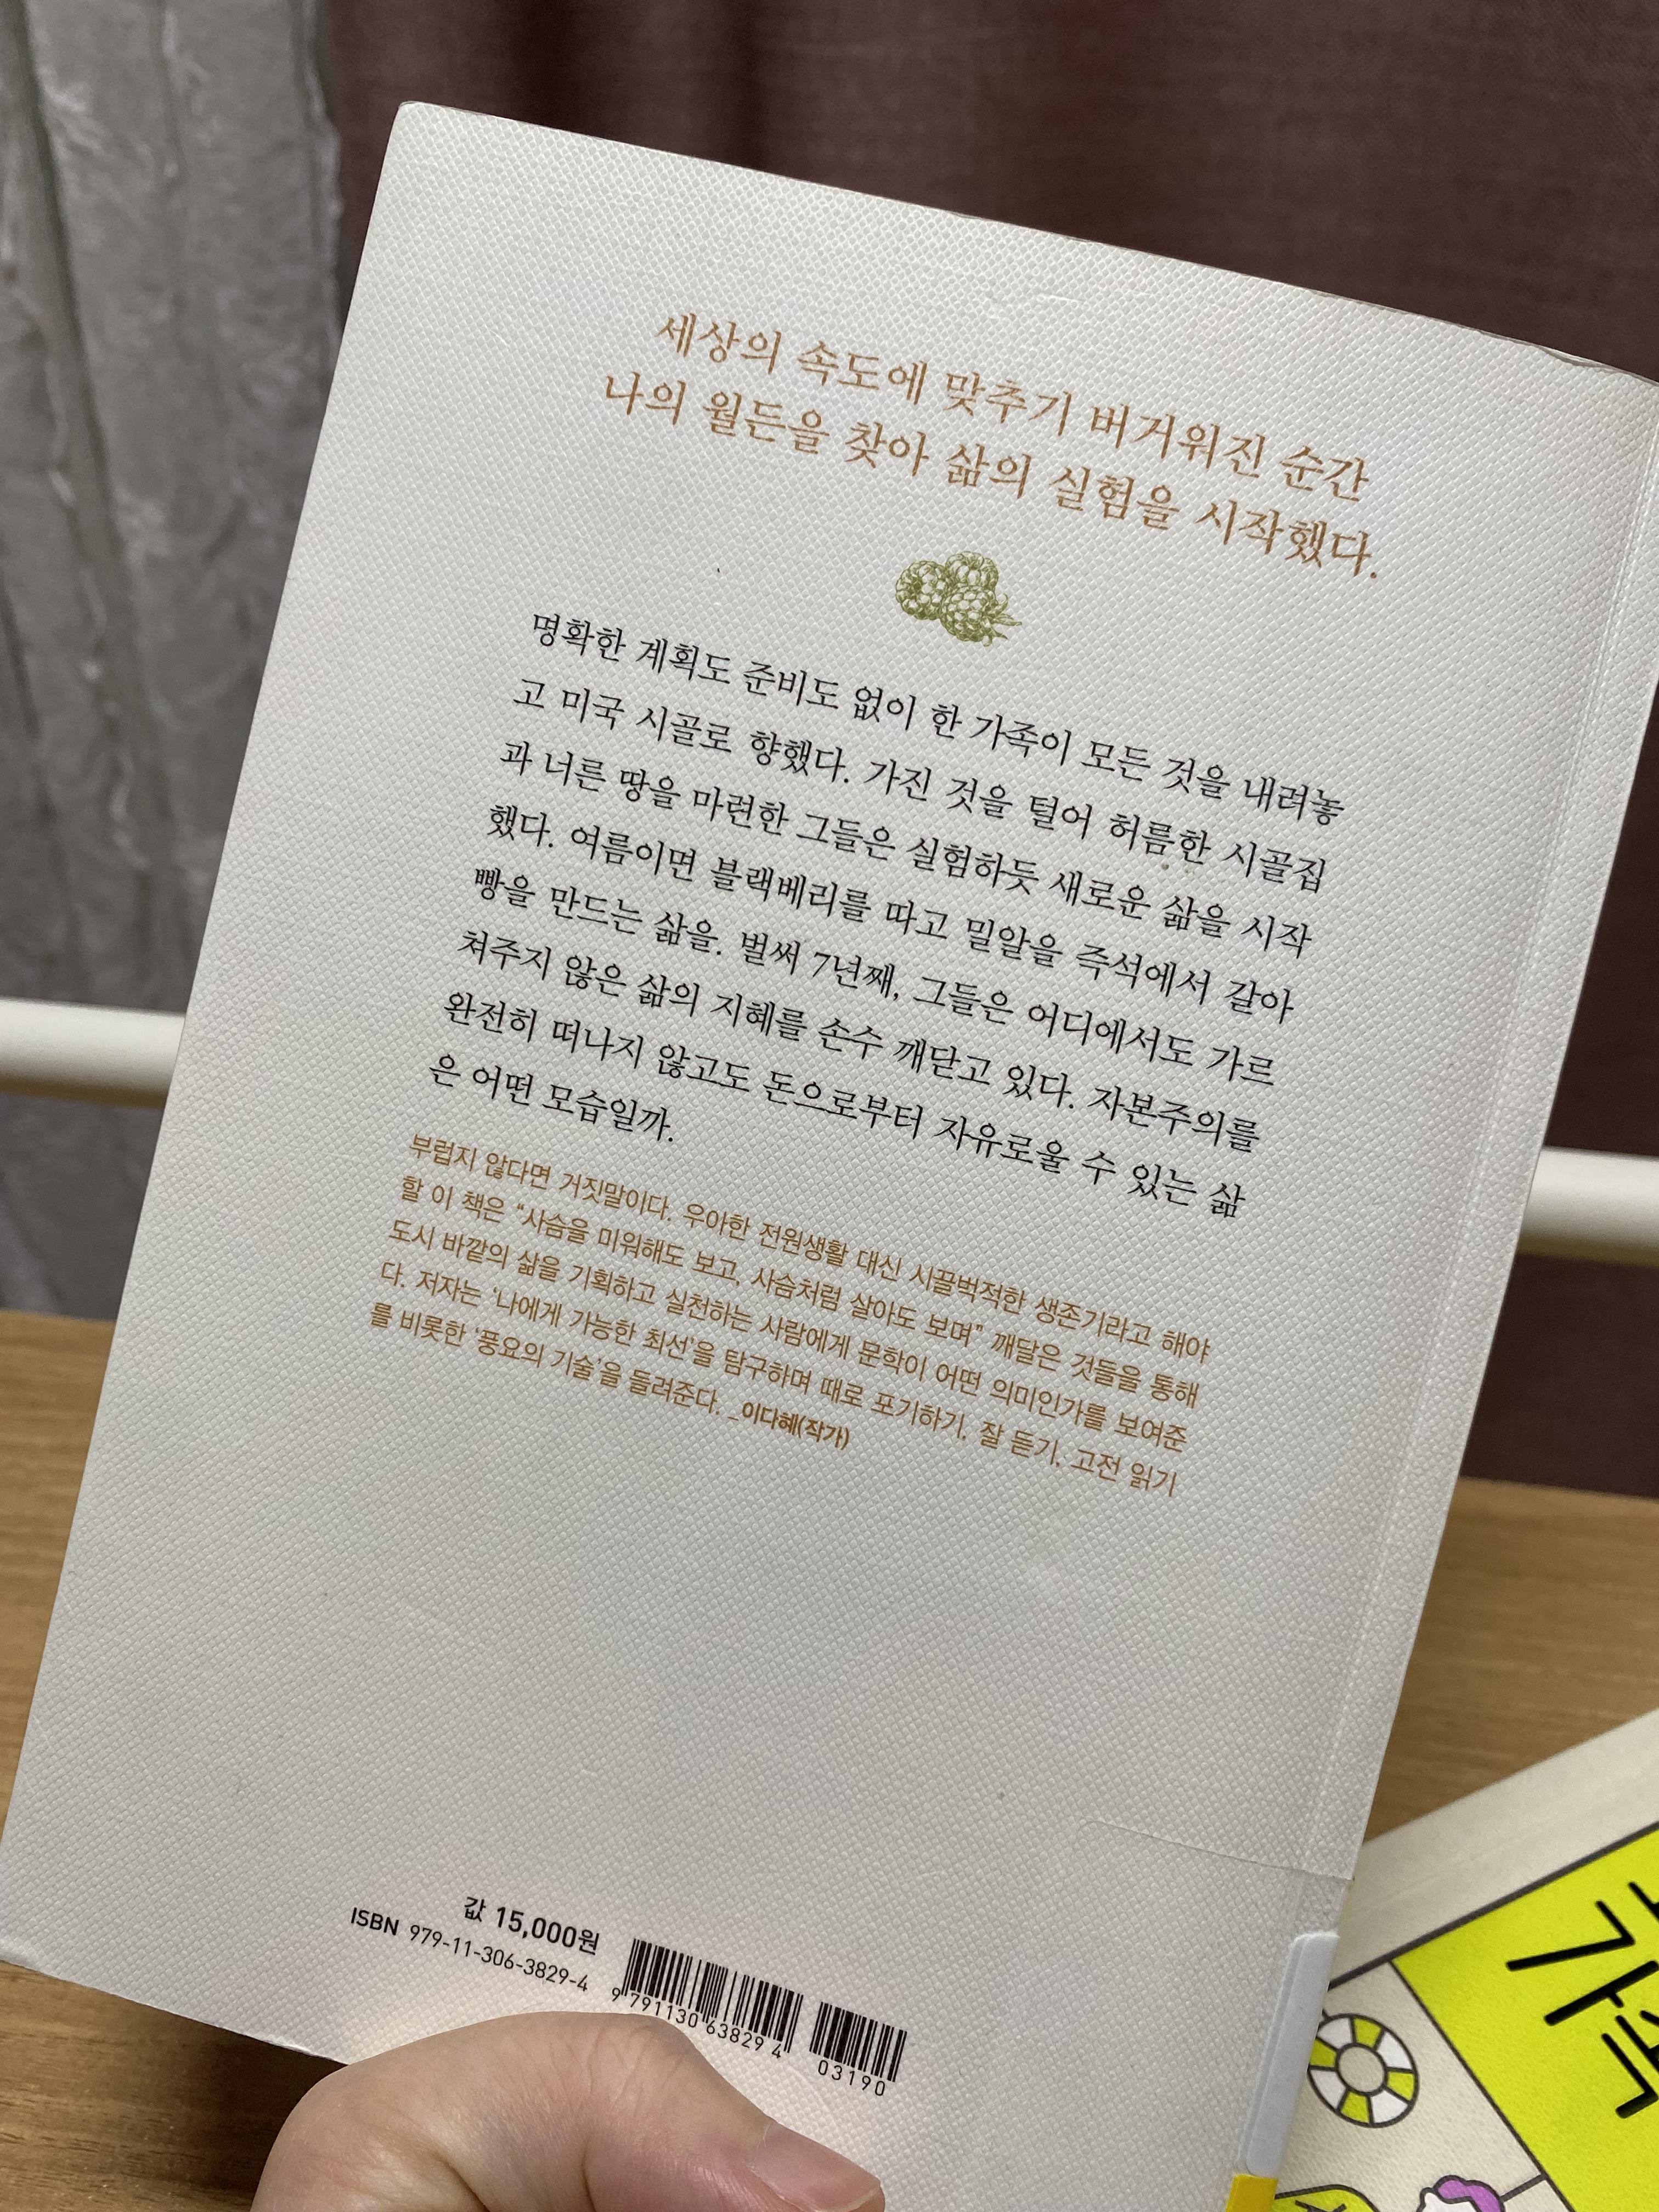 세상의 속도에 맞추기 버거워진 순간
나의 월든을 찾아 삶의 실험을 시작했다.
명확한 계획도 준비도 없이 한 가족이 모든 것을 내려놓
고 미국 시골로 향했다. 가진 것을 털어 허름한 시골집
과 너른 땅을 마련한 그들은 실험하듯 새로운 삶을 시작
했다. 여름이면 블랙베리를 따고 밀알을 즉석에서 갈아
빵을 만드는 삶을. 벌써 7년째, 그들은 어디에서도 가르
쳐주지 않은 삶의 지혜를 손수 깨닫고 있다. 자본주의를
완전히 떠나지 않고도 돈으로부터 자유로울 수 있는 삶
은 어떤 모습일까.
부럽지 않다면 거짓말이다. 우아한 전원생활 대신 시끌벅적한 생존기라고 해야
할 이 책은 “사슴을 미워해도 보고, 사슴처럼 살아도 보며” 깨달은 것들을 통해
도시 바깥의 삶을 기획하고 실천하는 사람에게 문학이 어떤 의미인가를 보여준
다. 저자는 ‘나에게 가능한 최선’을 탐구하며 때로 포기하기, 잘 듣기, 고전 읽기
를 비롯한 ‘풍요의 기술’을 들려준다. _이다혜(작가)
값 15,000원
ISBN 979-11-306-3829-4
9 791130 638294
03190